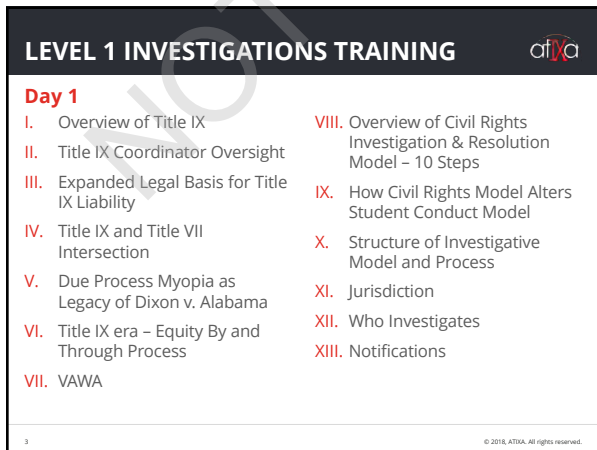 LEVEL 1 INVESTIGATIONS TRAINING
atIXa
Day 1
I. Overview of Title IX
II. Title IX Coordinator Oversight
III. Expanded Legal Basis for Title
IX Liability
IV. Title IX and Title VII
Intersection
V. Due Process Myopia as
Legacy of Dixon v. Alabama
VI. Title IX era – Equity By and
Through Process
VII. VAWA
VIII. Overview of Civil Rights
Investigation & Resolution
Model – 10 Steps
IX. How Civil Rights Model Alters
Student Conduct Model
X. Structure of Investigative
Model and Process
XI. Jurisdiction
XII. Who Investigates
XIII. Notifications
3
© 2018, ATIXA. All rights reserved.
NOT